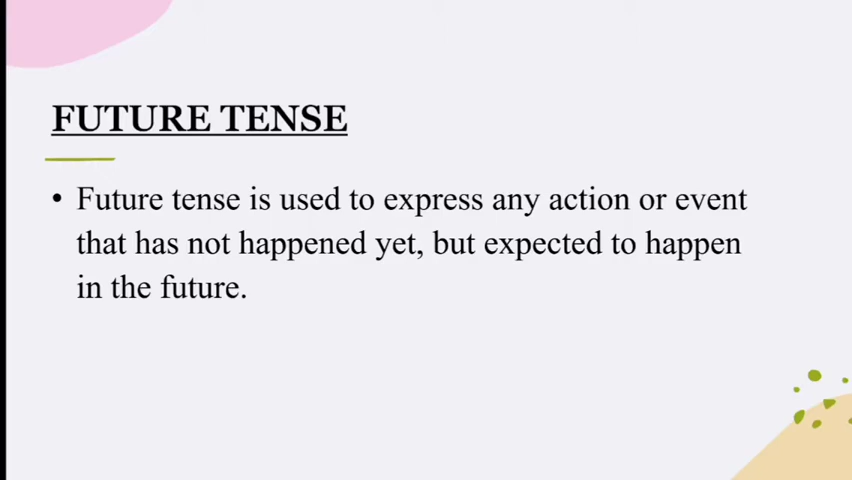 FUTURE TENSE
• Future tense is used to express any action or event
that has not happened yet, but expected to happen
in the future.